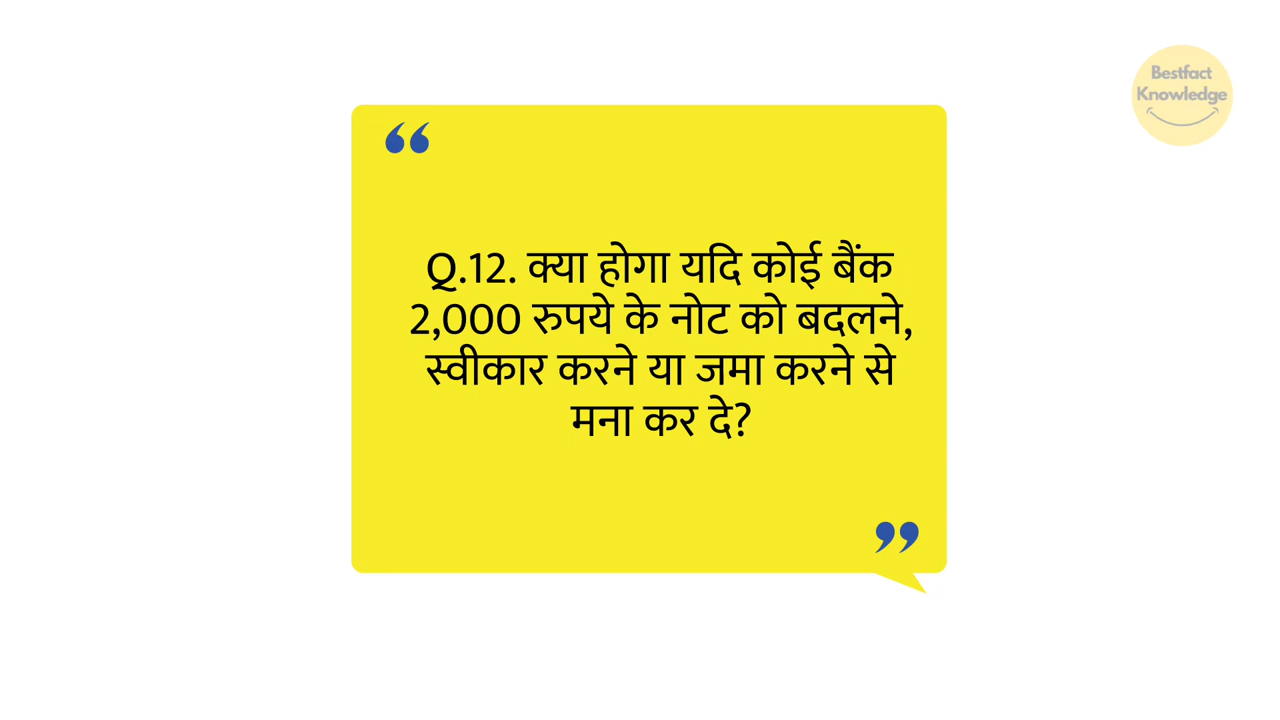 Bestfact
Knowledge
“
Q.12. क्या होगा यदि कोई बैंक
2,000 रुपये के नोट को बदलने,
स्वीकार करने या जमा करने से
मना कर दे?
”